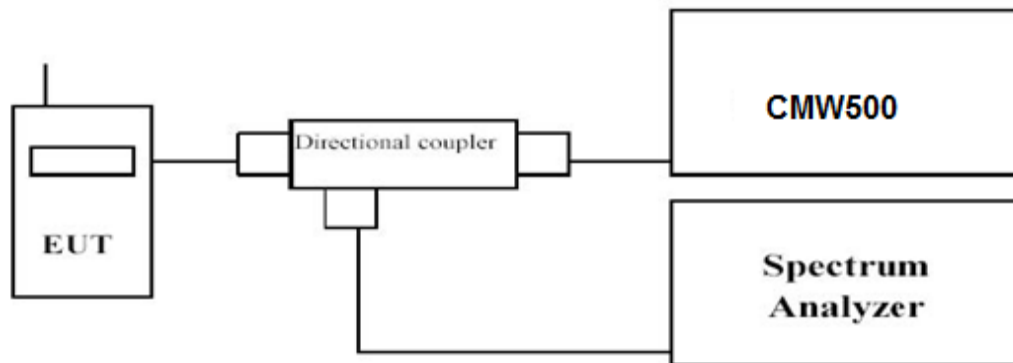 CMW500
Directional coupler
EUT
Spectrum
Analyzer